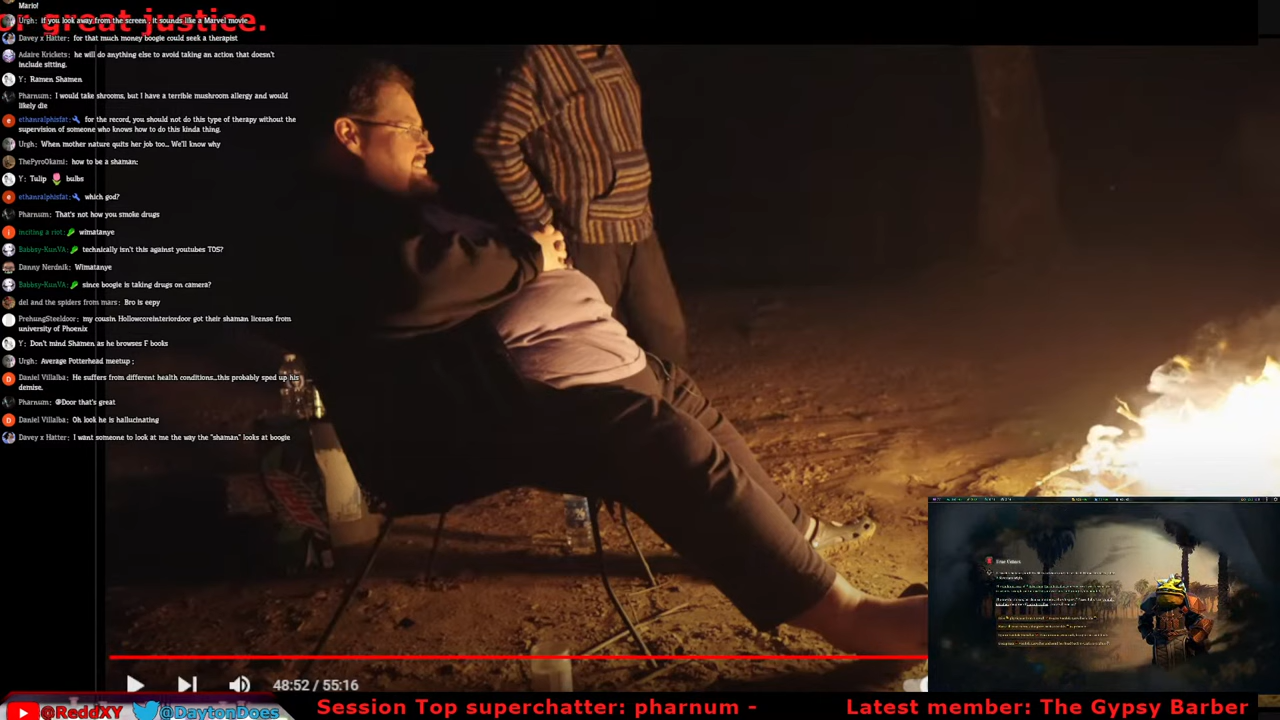 Mario!
or great justice.
Urgh: If you look away from the screen , it sounds like a Marvel movie
Davey x Hatter: for that much money boogie could seek a therapist
Adaire Krickets: he will do anything else to avoid taking an action that doesn't
include sitting.
Y: Ramen Shamen
Pharnum: I would take shrooms, but I have a terrible mushroom allergy and would
likely die
ethanralphisfat: for the record, you should not do this type of therapy without the
supervision of someone who knows how to do this kinda thing.
Urgh: When mother nature quits her job too... We'll know why
ThePyroOkami: how to be a shaman:
Y: Tulip 🌷 bulbs
ethanralphisfat: which god?
Pharnum: That's not how you smoke drugs
inciting a riot: wimatanye
Babbsy-KunVA: technically isn't this against youtubes TOS?
Danny Nerdnik: Wimatanye
Babbsy-KunVA: since boogie is taking drugs on camera?
del and the spiders from mars: Bro is eepy
PrehungSteeldoor: my cousin Hollowcoreinteriordoor got their shaman license from
university of Phoenix
Y: Don't mind Shamen as he browses F books
Urgh: Average Potterhead meetup ;
Daniel Villalba: He suffers from different health conditions...this probably sped up his
demise.
Pharnum: @Door that's great
Daniel Villalba: Oh look he is hallucinating
Davey x Hatter: I want someone to look at me the way the "shaman" looks at boogie
48:52 / 55:16
@ReddXY @DaytonDoes Session Top superchatter: pharnum - Latest member: The Gypsy Barber